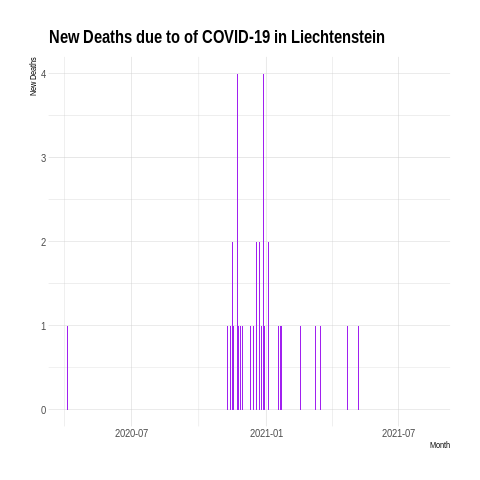 New Deaths due to of COVID-19 in Liechtenstein
New Deaths
4
3
2
1
0
2020-07 2021-01 2021-07
Month